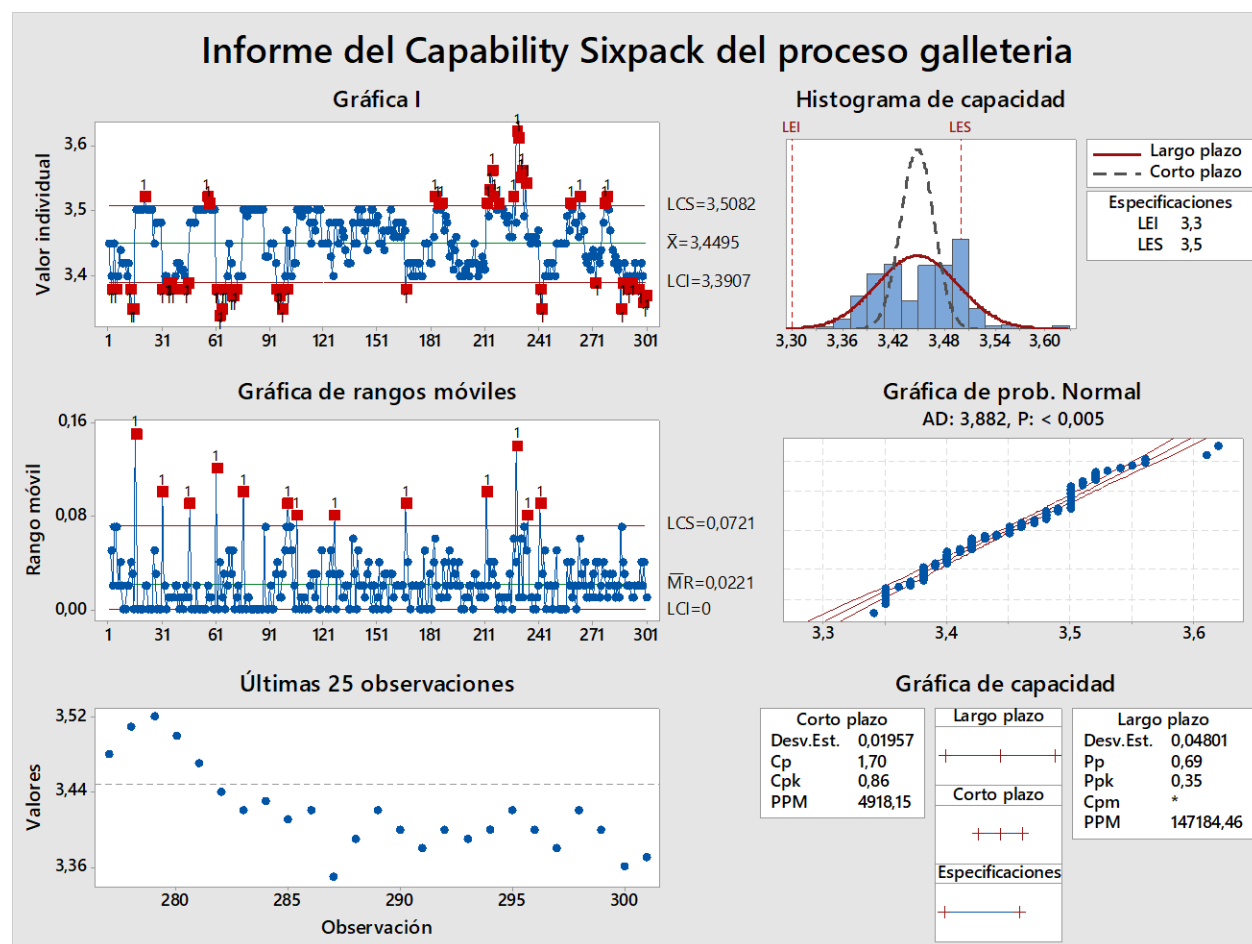 Informe del Capability Sixpack del proceso galleteria
Gráfica I
Valor individual
3,6
3,5
3,4
1
31
61
91
121
151
181
211
241
271
301
LCS=3,5082
X̄=3,4495
LCI=3,3907
Histograma de capacidad
LEI
LES
3,30
3,36
3,42
3,48
3,54
3,60
Largo plazo
Corto plazo
Especificaciones
LEI 3,3
LES 3,5
Gráfica de rangos móviles
Rango móvil
0,16
0,08
0,00
1
31
61
91
121
151
181
211
241
271
301
LCS=0,0721
M̅R̅=0,0221
LCI=0
Gráfica de prob. Normal
AD: 3,882, P: < 0,005
3,3
3,4
3,5
3,6
Últimas 25 observaciones
Valores
3,52
3,44
3,36
280
285
290
295
300
Observación
Gráfica de capacidad
Corto plazo
Desv.Est. 0,01957
Cp 1,70
Cpk 0,86
PPM 4918,15
Largo plazo
Corto plazo
Especificaciones
Largo plazo
Desv.Est. 0,04801
Pp 0,69
Ppk 0,35
Cpm *
PPM 147184,46